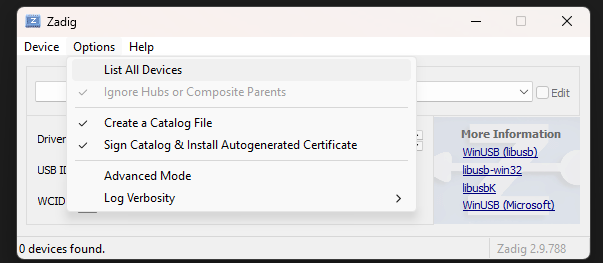 Zadig
Device Options Help
List All Devices
Ignore Hubs or Composite Parents
Edit
Create a Catalog File
Sign Catalog & Install Autogenerated Certificate
Advanced Mode
Log Verbosity
Driver
USB ID
WCID
More Information
WinUSB (libusb)
libusb-win32
libusbK
WinUSB (Microsoft)
0 devices found.
Zadig 2.9.788